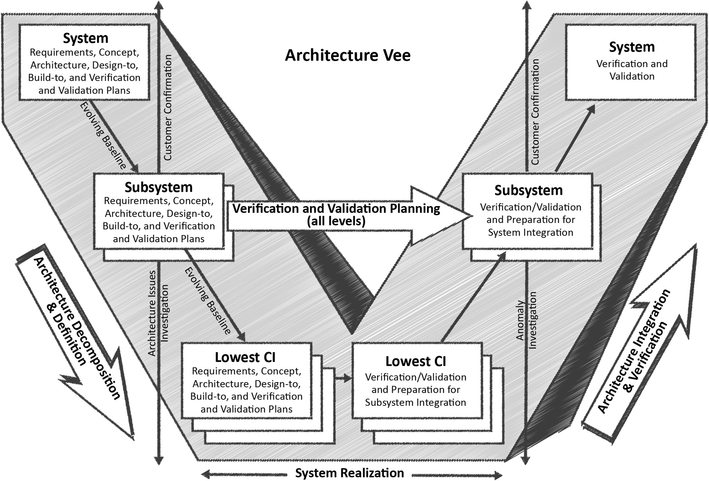 Architecture Vee
System
Requirements, Concept,
Architecture, Design-to,
Build-to, and Verification
and Validation Plans
Customer Confirmation
Evolving Baseline
Subsystem
Requirements, Concept,
Architecture, Design-to,
Build-to, and Verification
and Validation Plans
Architecture Issues
Investigation
Evolving Baseline
Architecture Decomposition
& Definition
Lowest CI
Requirements, Concept,
Architecture, Design-to,
Build-to, and Verification
and Validation Plans
Verification and Validation Planning
(all levels)
System
Verification and
Validation
Customer Confirmation
Subsystem
Verification/Validation
and Preparation for
System Integration
Anomaly
Investigation
Lowest CI
Verification/Validation
and Preparation for
Subsystem Integration
Architecture Integration
& Verification
System Realization